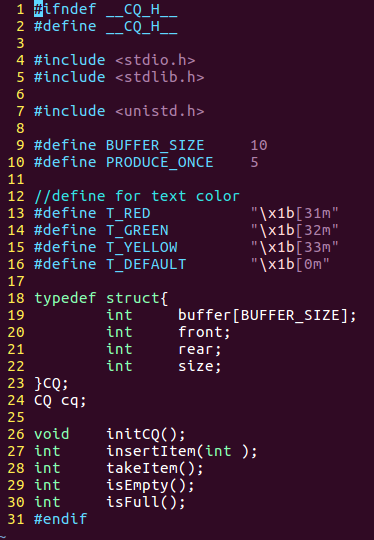 1 #ifndef __CQ_H__
2 #define __CQ_H__
3
4 #include <stdio.h>
5 #include <stdlib.h>
6
7 #include <unistd.h>
8
9 #define BUFFER_SIZE     10
10 #define PRODUCE_ONCE    5
11
12 //define for text color
13 #define T_RED           "\x1b[31m"
14 #define T_GREEN         "\x1b[32m"
15 #define T_YELLOW        "\x1b[33m"
16 #define T_DEFAULT       "\x1b[0m"
17
18 typedef struct{
19         int     buffer[BUFFER_SIZE];
20         int     front;
21         int     rear;
22         int     size;
23 }CQ;
24 CQ cq;
25
26 void    initCQ();
27 int     insertItem(int );
28 int     takeItem();
29 int     isEmpty();
30 int     isFull();
31 #endif
~